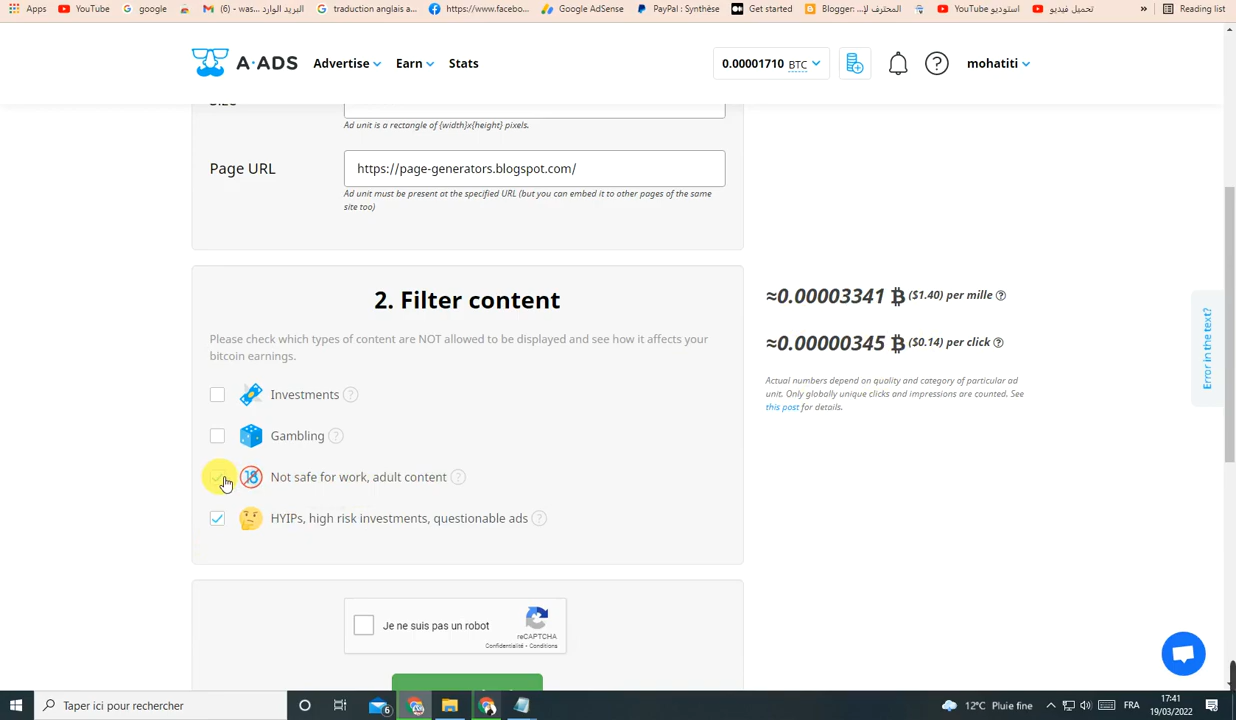 Apps YouTube google (6) - was... البريد الوارد traduction anglais a... https://www.facebo... Google AdSense PayPal : Synthèse Get started Blogger: ...المحترف لإ YouTube استوديو تحميل فيديو » Reading list
A-ADS Advertise Earn Stats 0.00001710 BTC ? mohatiti
Size
Ad unit is a rectangle of {width}x{height} pixels.
Page URL https://page-generators.blogspot.com/
Ad unit must be present at the specified URL (but you can embed it to other pages of the same
site too)
2. Filter content
Please check which types of content are NOT allowed to be displayed and see how it affects your
bitcoin earnings.
Investments ?
Gambling ?
18 Not safe for work, adult content ?
HYIPs, high risk investments, questionable ads ?
≈0.00003341 ₿ ($1.40) per mille ?
≈0.00000345 ₿ ($0.14) per click ?
Actual numbers depend on quality and category of particular ad
unit. Only globally unique clicks and impressions are counted. See
this post for details.
Error in the text?
Je ne suis pas un robot
reCAPTCHA
Confidentialité - Conditions
Taper ici pour rechercher 6 12°C Pluie fine FRA 17:41
19/03/2022